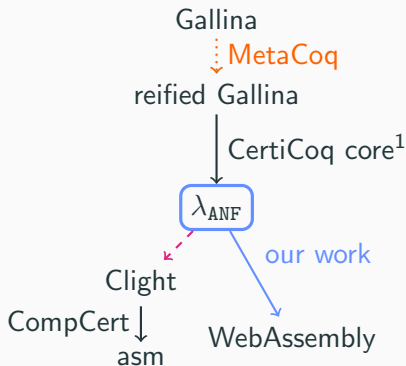 Gallina
MetaCoq
reified Gallina
CertiCoq core¹
λANF
our work
Clight
CompCert
WebAssembly
asm